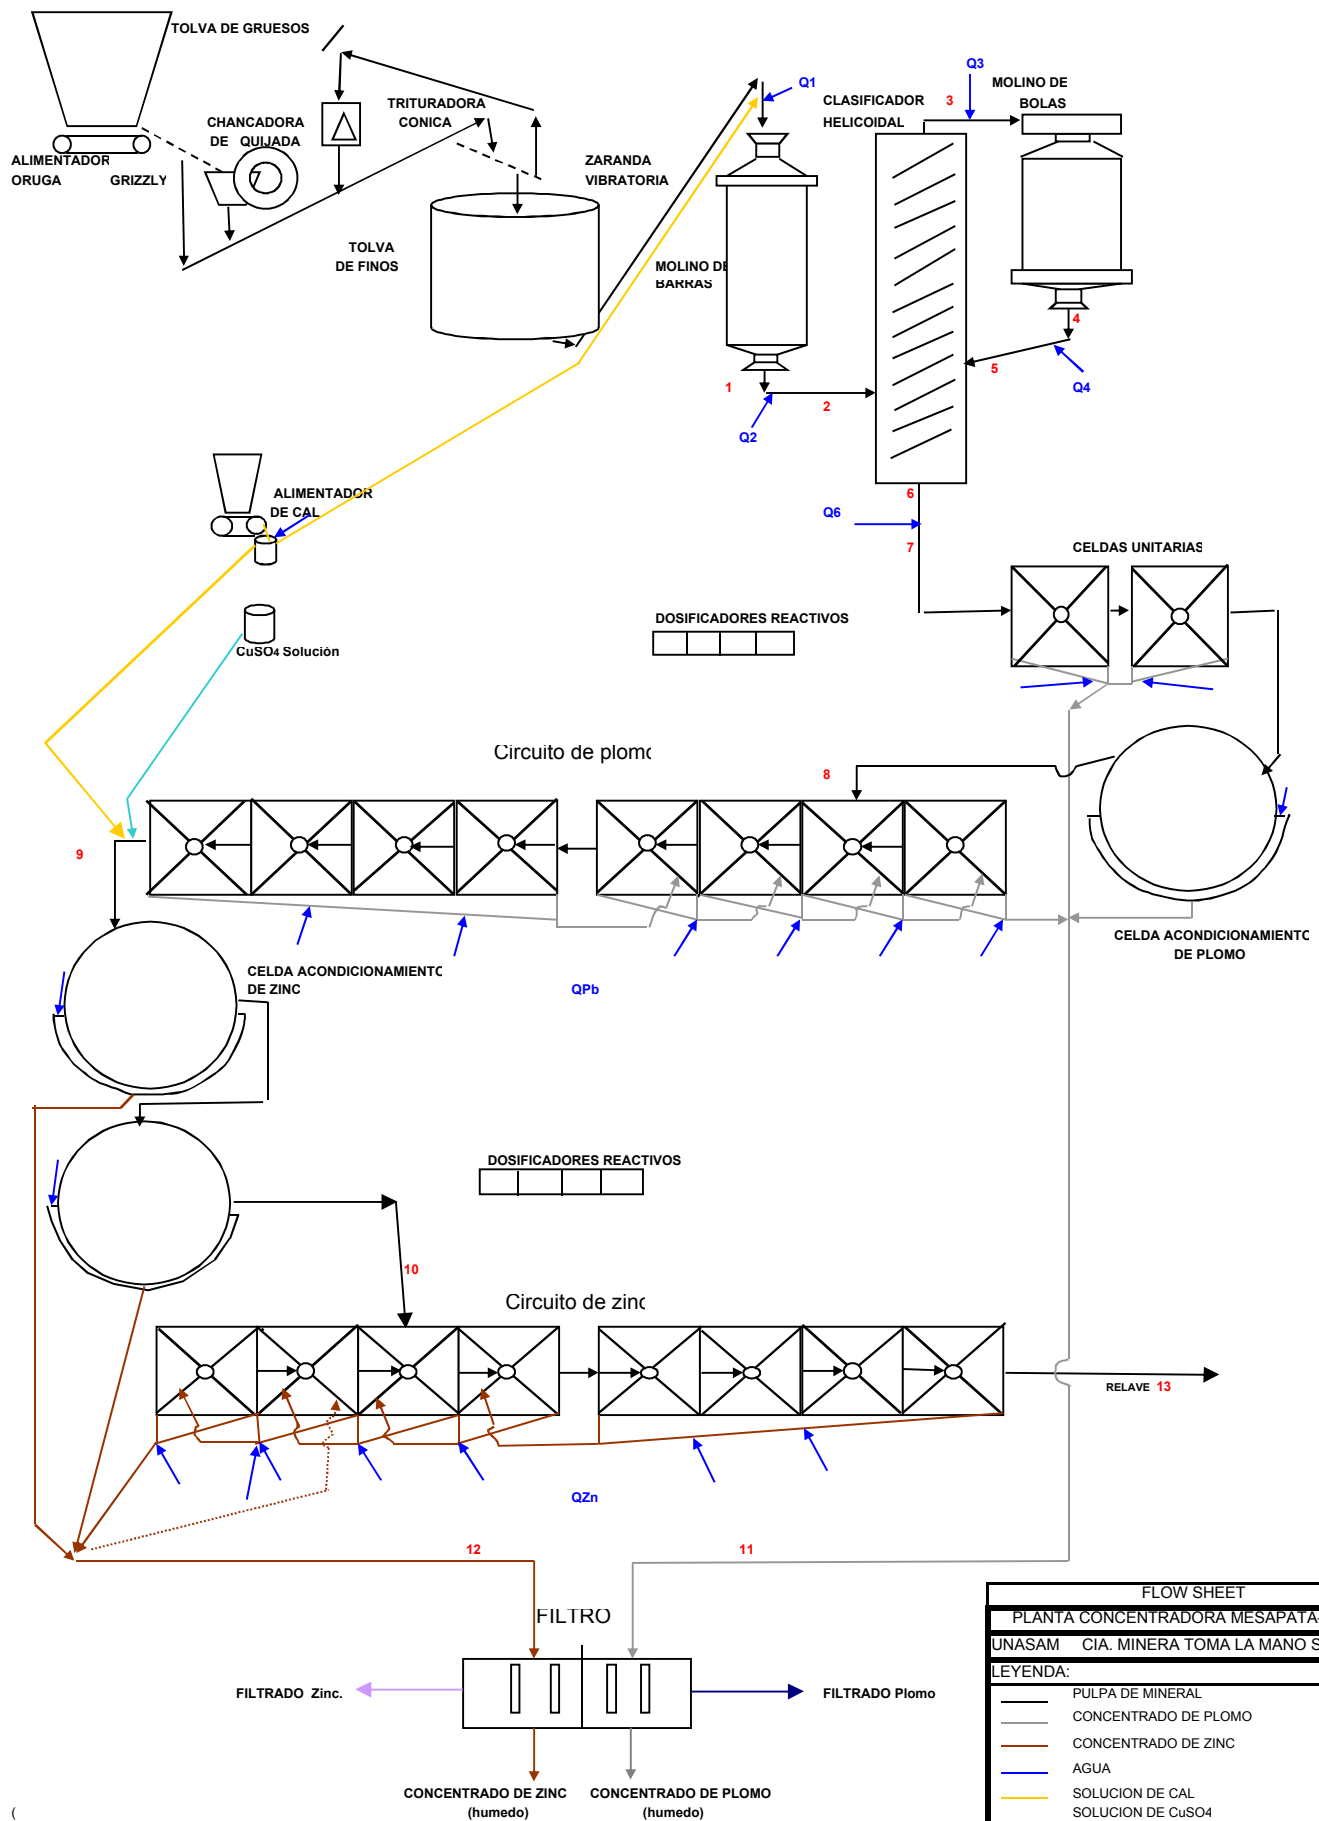 TOLVA DE GRUESOS
ALIMENTADOR
ORUGA
GRIZZLY
CHANCADORA
DE QUIJADA
TRITURADORA
CONICA
ZARANDA
VIBRATORIA
TOLVA
DE FINOS
MOLINO DE
BARRAS
Q1
CLASIFICADOR
HELICOIDAL
3
Q3
MOLINO DE
BOLAS
4
5
Q4
1
2
Q2
6
Q6
7
ALIMENTADOR
DE CAL
CuSO4 Solución
DOSIFICADORES REACTIVOS
CELDAS UNITARIAS
Circuito de plomo
8
9
CELDA ACONDICIONAMIENTO
DE PLOMO
CELDA ACONDICIONAMIENTO
DE ZINC
QPb
DOSIFICADORES REACTIVOS
10
Circuito de zinc
RELAVE 13
QZn
12
11
FILTRO
FILTRADO Zinc.
FILTRADO Plomo
CONCENTRADO DE ZINC
(humedo)
CONCENTRADO DE PLOMO
(humedo)
FLOW SHEET
PLANTA CONCENTRADORA MESAPATA-
UNASAM CIA. MINERA TOMA LA MANO S
LEYENDA:
PULPA DE MINERAL
CONCENTRADO DE PLOMO
CONCENTRADO DE ZINC
AGUA
SOLUCION DE CAL
SOLUCION DE CuSO4
(